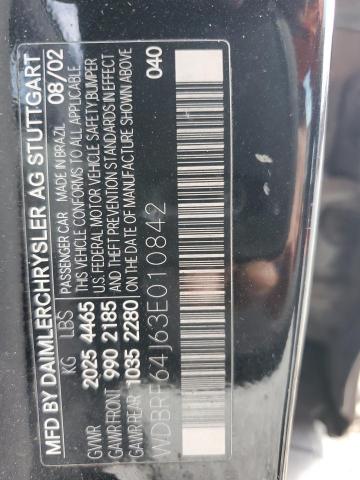 MFD BY DAIMLERCHRYSLER AG STUTTGART
KG LBS PASSENGER CAR MADE IN BRAZIL 08/02
GVWR 2025 4465 THIS VEHICLE CONFORMS TO ALL APPLICABLE
GAWR FRONT 990 2185 U.S. FEDERAL MOTOR VEHICLE SAFETY BUMPER
GAWR REAR 1035 2280 AND THEFT PREVENTION STANDARDS IN EFFECT
ON THE DATE OF MANUFACTURE SHOWN ABOVE
040
WDBRF64J63E010842